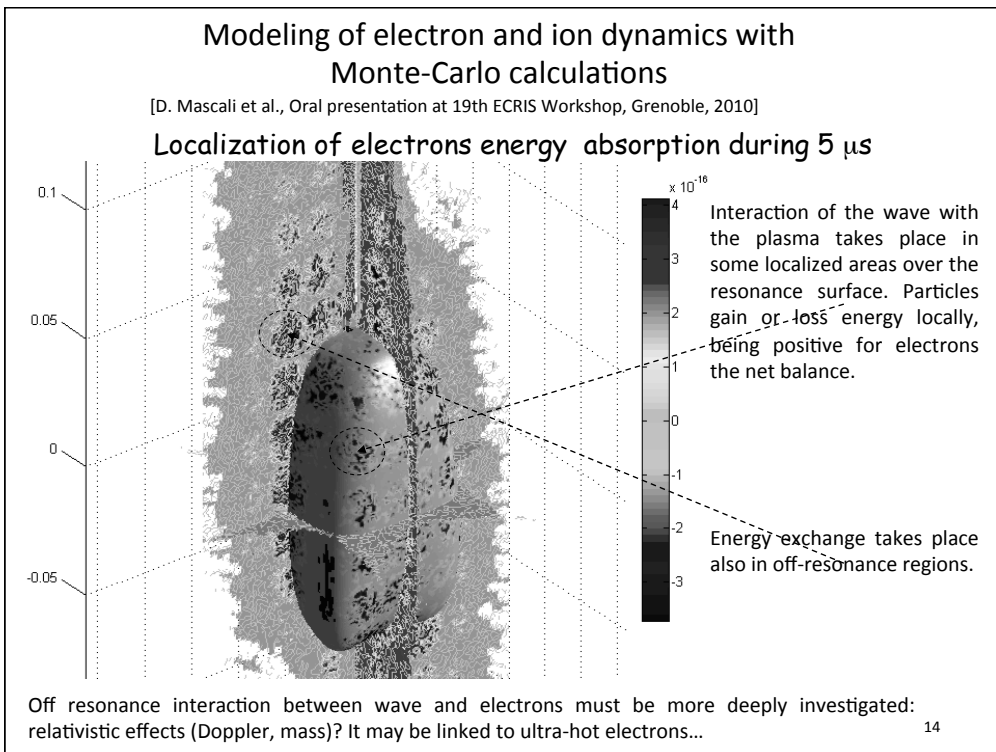 Modeling of electron and ion dynamics with
Monte-Carlo calculations
[D. Mascali et al., Oral presentation at 19th ECRIS Workshop, Grenoble, 2010]
Localization of electrons energy absorption during 5 μs
0.1
0.05
0
-0.05
x 10⁻¹⁶
4
3
2
1
0
-1
-2
-3
Interaction of the wave with
the plasma takes place in
some localized areas over the
resonance surface. Particles
gain or loss energy locally,
being positive for electrons
the net balance.
Energy exchange takes place
also in off-resonance regions.
Off resonance interaction between wave and electrons must be more deeply investigated:
relativistic effects (Doppler, mass)? It may be linked to ultra-hot electrons…
14